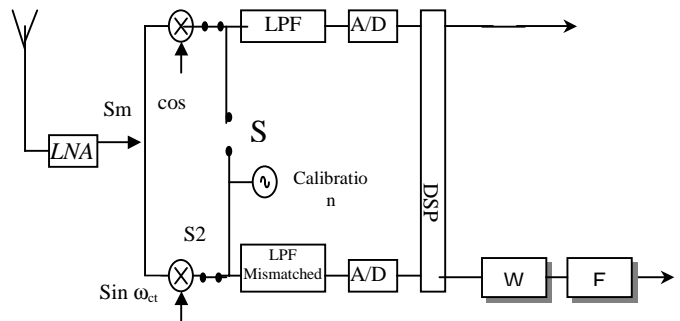 LPF
A/D
Sm
cos
S
LNA
Calibratio
n
DSP
S2
LPF
Mismatched
A/D
W
F
Sin ωct